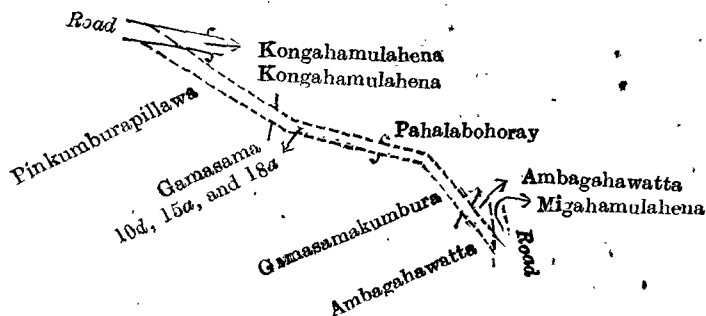 Road
Kongahamulahena
Kongahamulahena
Pinkumburapillawa
Gamasama
10d, 15a, and 18a
Pahalabohoray
Ambagahawatta
Migahamulahena
Gamasamakumbura
Ambagahawatta
Road